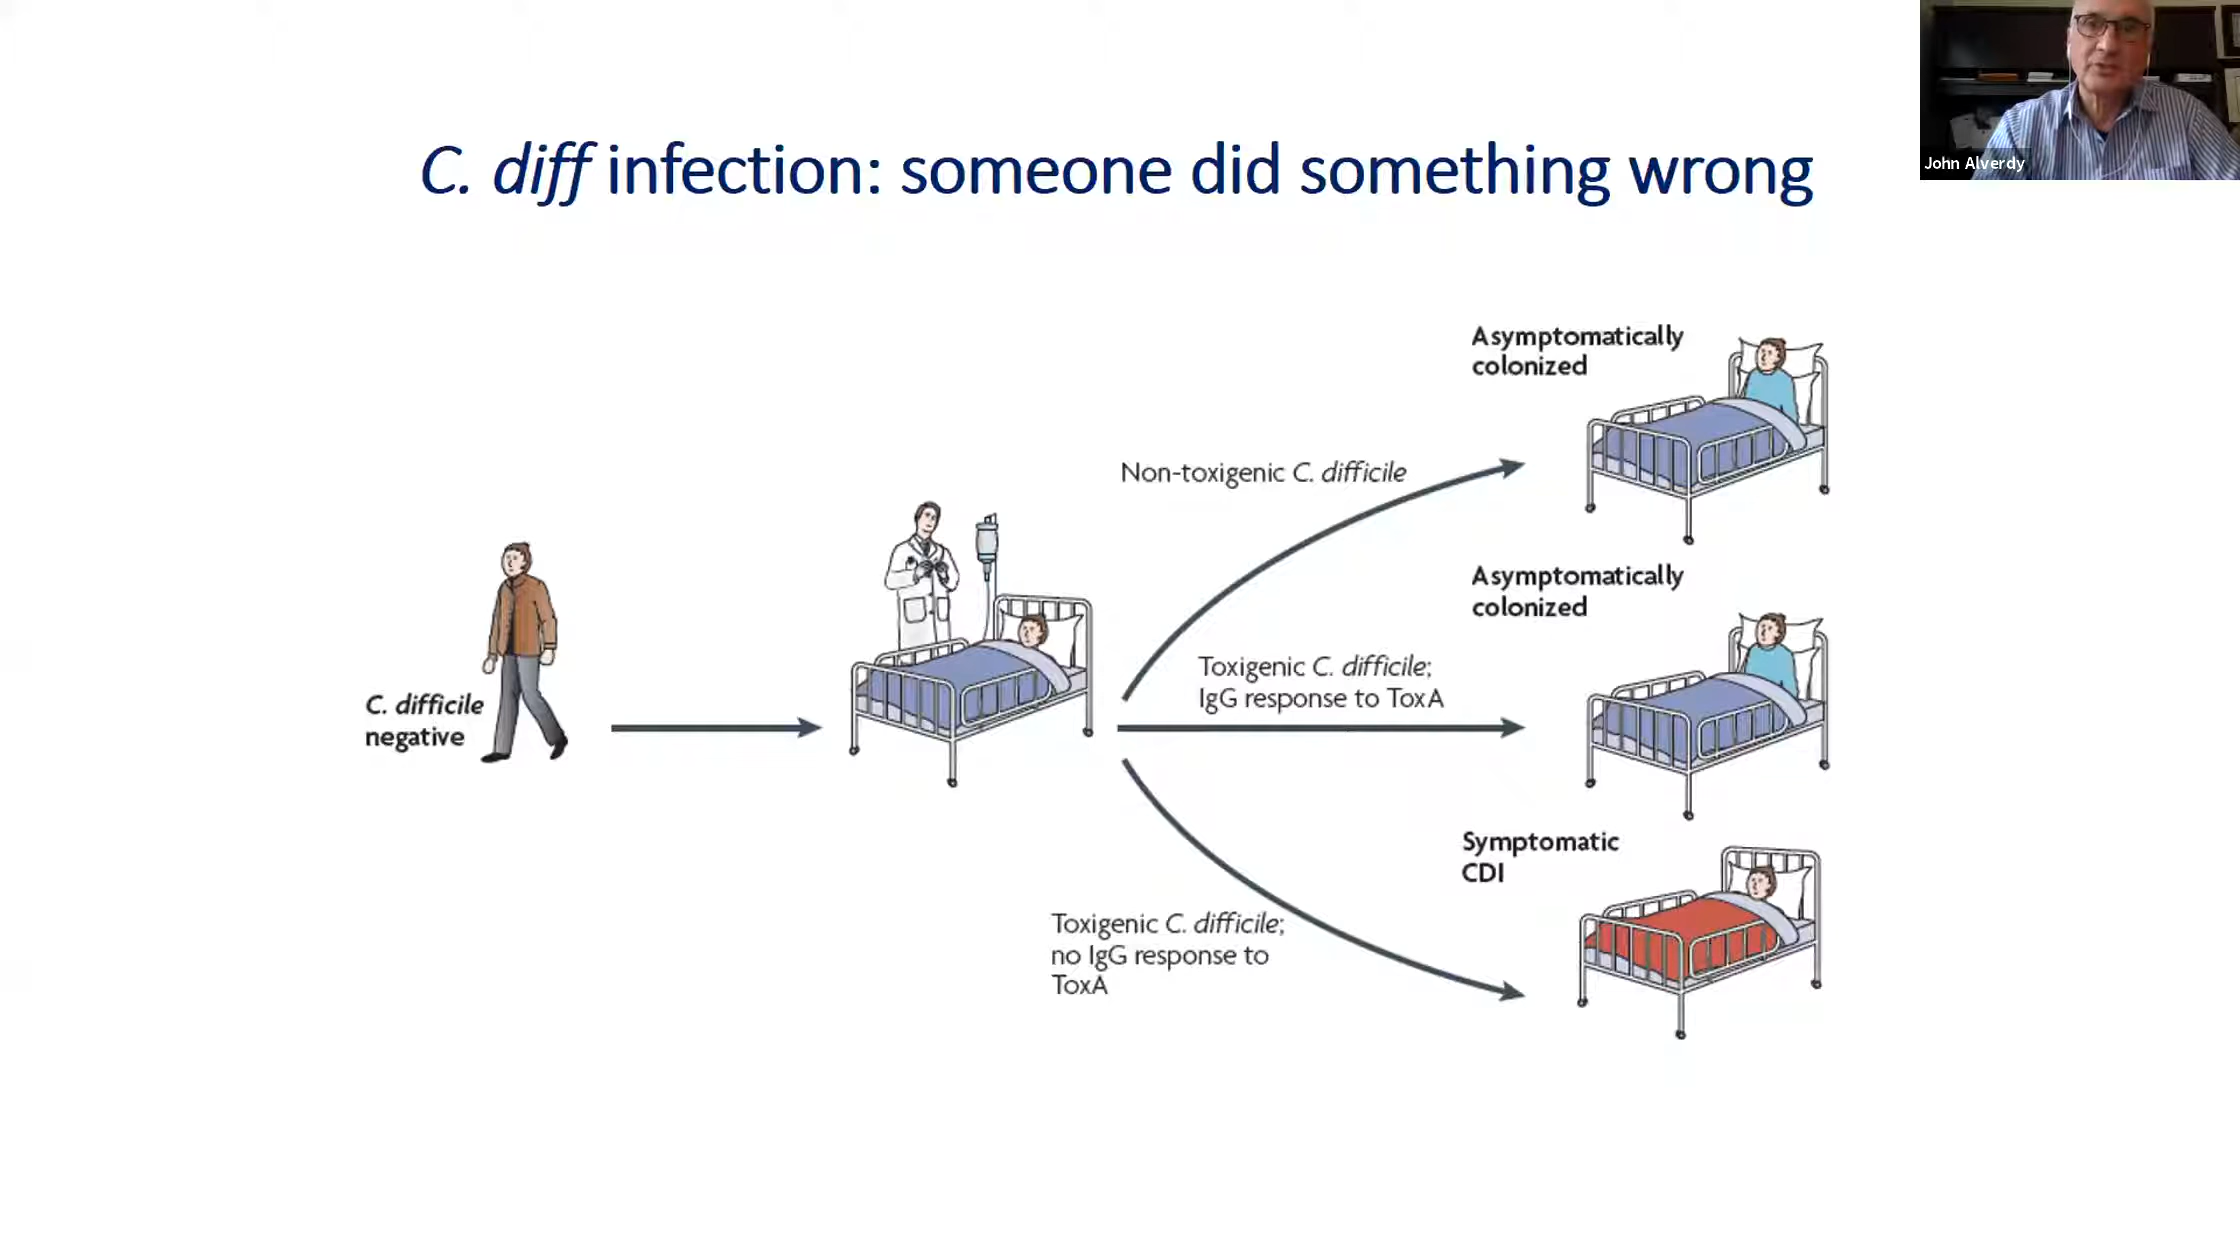 C. diff infection: someone did something wrong
John Alverdy
Asymptomatically
colonized
Non-toxigenic C. difficile
Asymptomatically
colonized
Toxigenic C. difficile;
IgG response to ToxA
C. difficile
negative
Symptomatic
CDI
Toxigenic C. difficile;
no IgG response to
ToxA